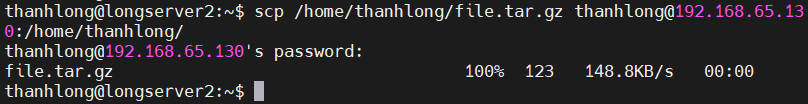 thanhlong@longserver2:~$ scp /home/thanhlong/file.tar.gz thanhlong@192.168.65.13
0:/home/thanhlong/
thanhlong@192.168.65.130's password:
file.tar.gz 100% 123 148.8KB/s 00:00
thanhlong@longserver2:~$